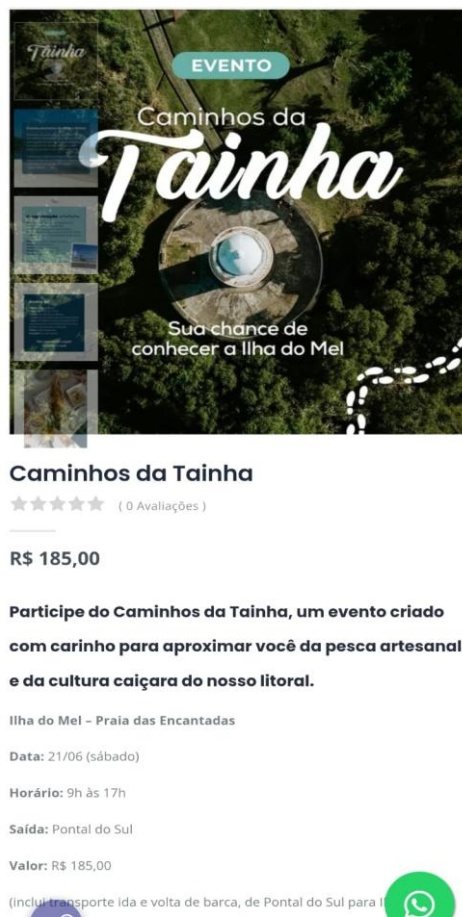 Tainha
EVENTO
Caminhos da
Tainha
Sua chance de
conhecer a Ilha do Mel
Caminhos da Tainha
( 0 Avaliações )
R$ 185,00
Participe do Caminhos da Tainha, um evento criado
com carinho para aproximar você da pesca artesanal
e da cultura caiçara do nosso litoral.
Ilha do Mel – Praia das Encantadas
Data: 21/06 (sábado)
Horário: 9h às 17h
Saída: Pontal do Sul
Valor: R$ 185,00
(inclui transporte ida e volta de barca, de Pontal do Sul para